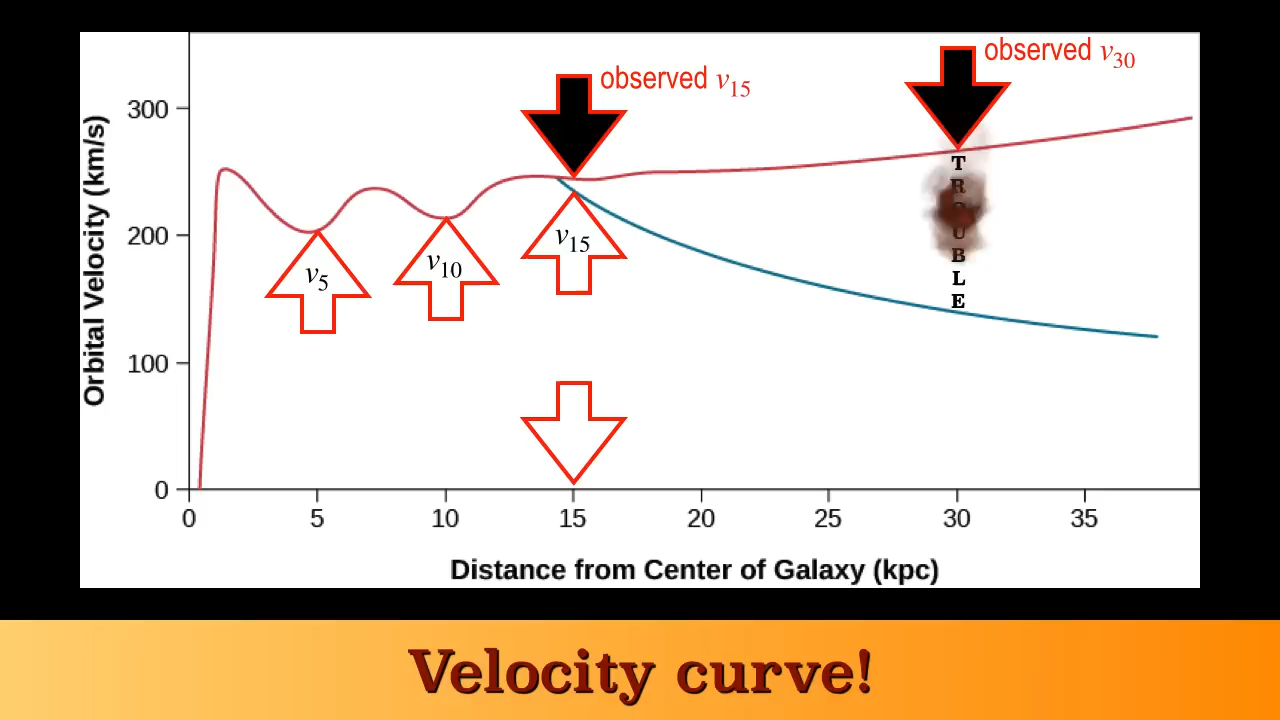 observed v30
observed v15
Orbital Velocity (km/s)
300
200
100
0
v5
v10
v15
TROUBLE
0 5 10 15 20 25 30 35
Distance from Center of Galaxy (kpc)
Velocity curve!